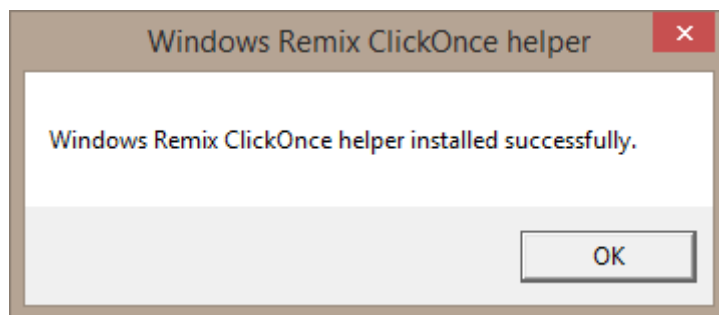 Windows Remix ClickOnce helper
Windows Remix ClickOnce helper installed successfully.
OK